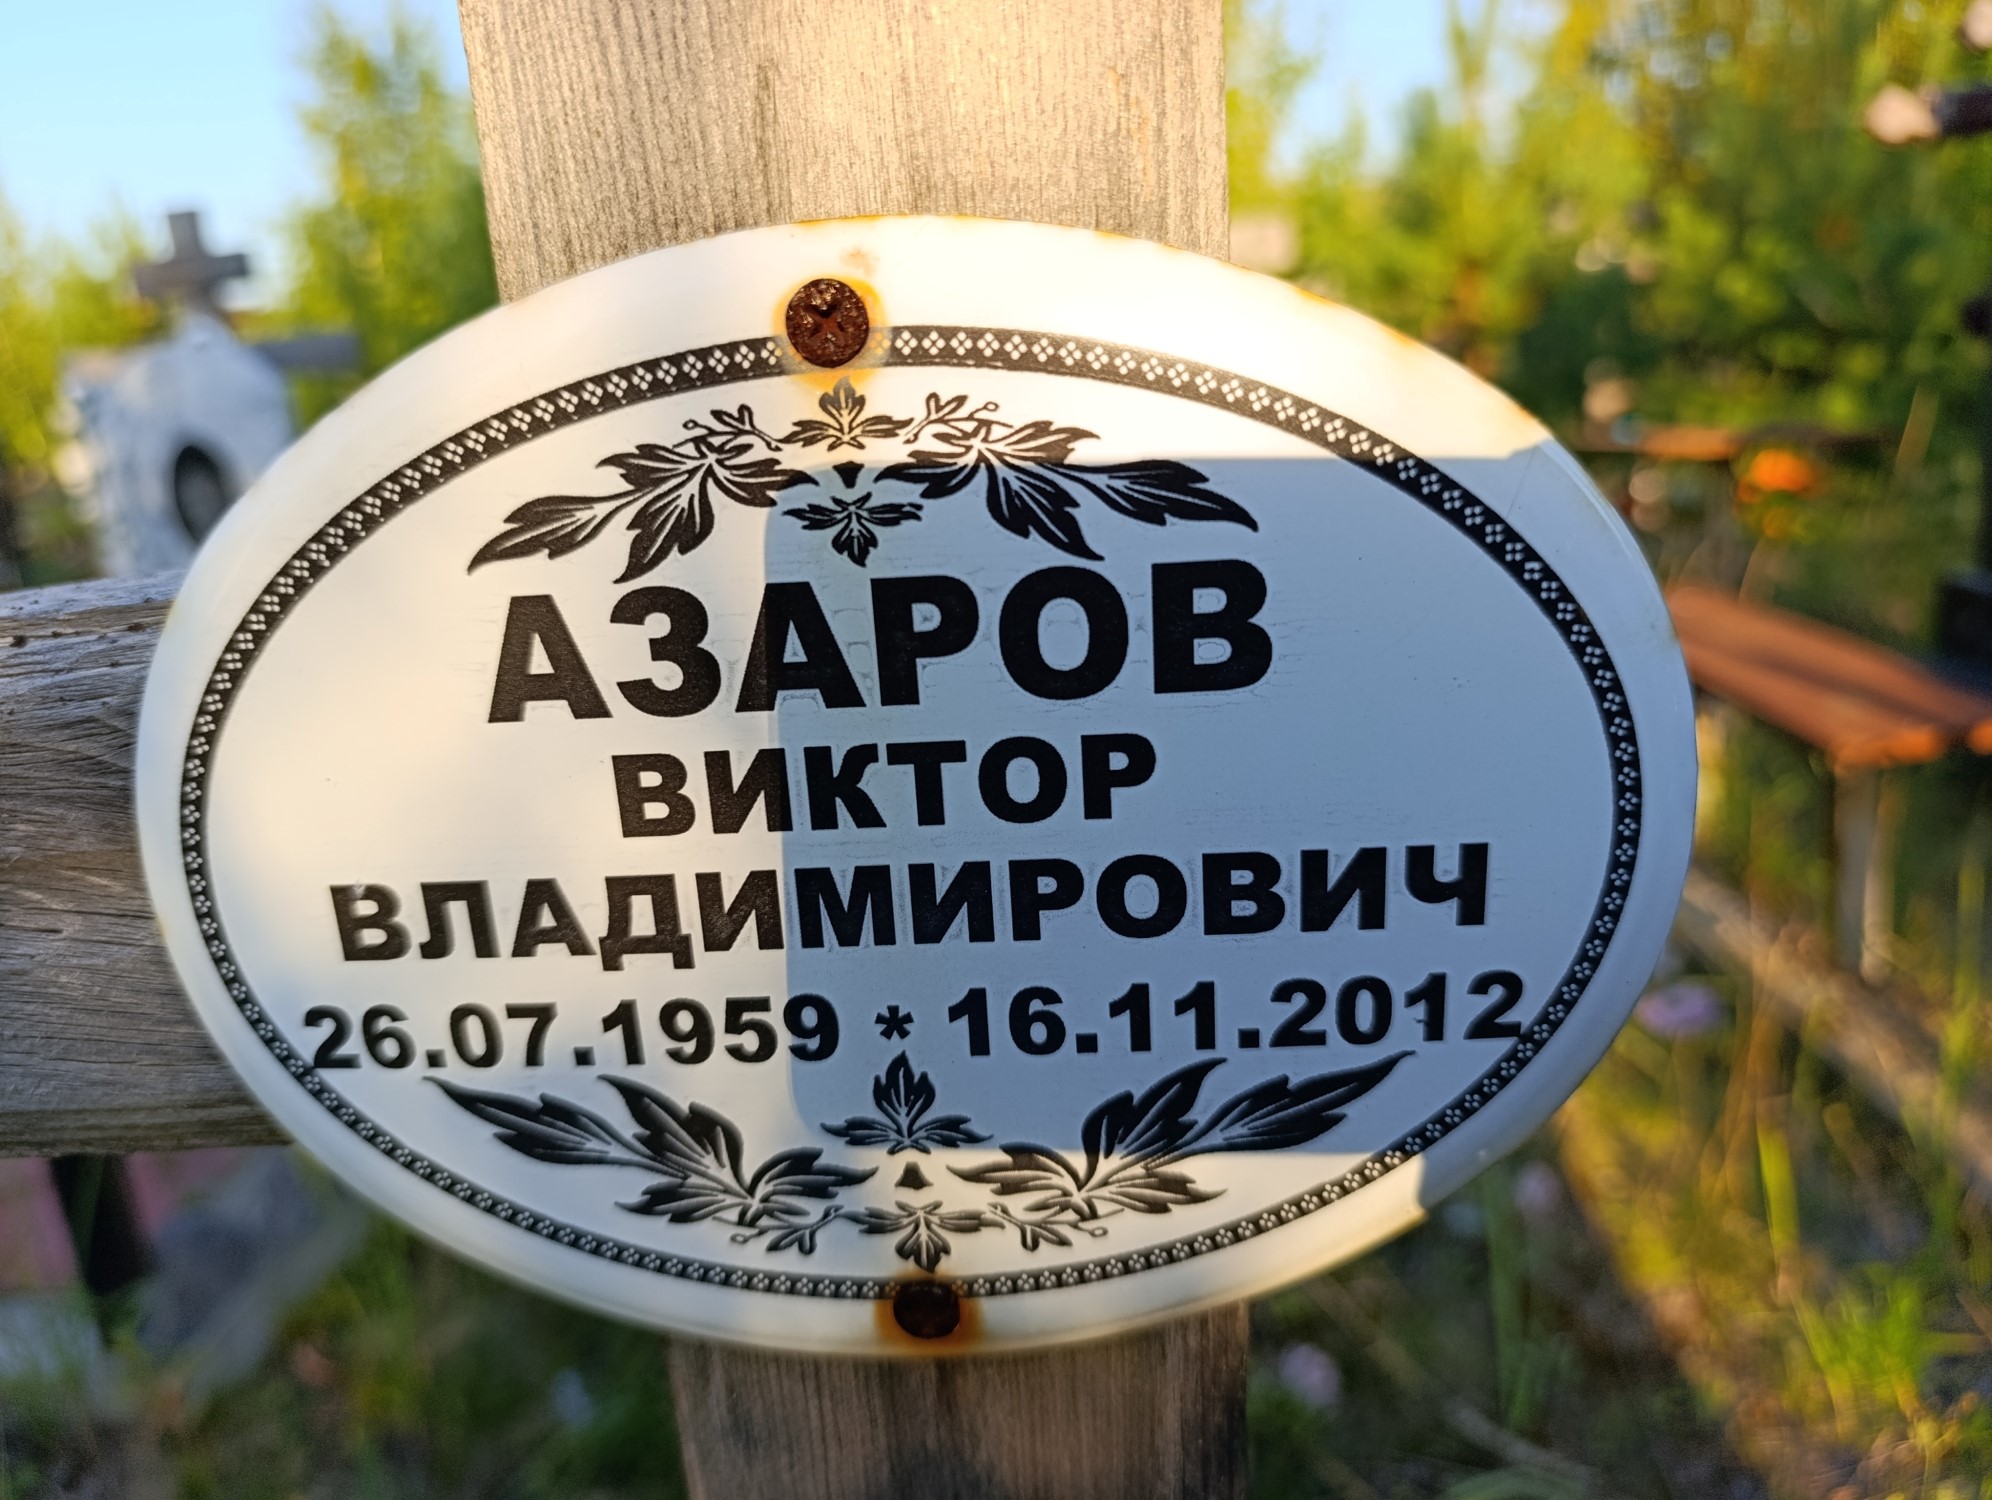 АЗАРОВ
ВИКТОР
ВЛАДИМИРОВИЧ
26.07.1959 * 16.11.2012